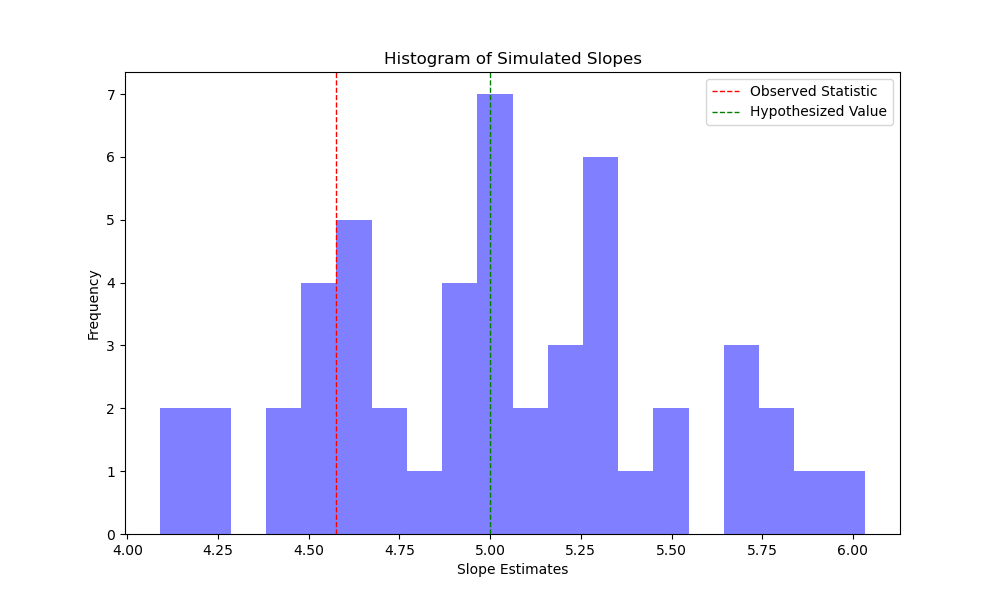 Histogram of Simulated Slopes
Observed Statistic
Hypothesized Value
7
6
5
4
3
2
1
0
Frequency
4.00 4.25 4.50 4.75 5.00 5.25 5.50 5.75 6.00
Slope Estimates